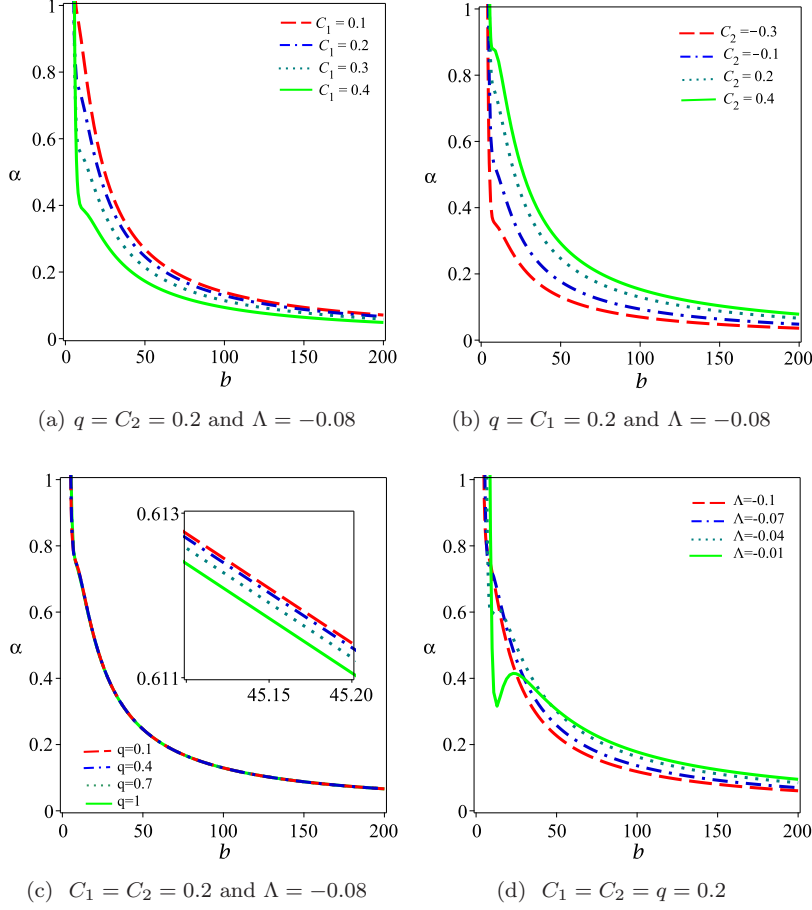 1
0.8
0.6
α
0.4
0.2
0
0 50 100 150 200
b
C1 = 0.1
C1 = 0.2
C1 = 0.3
C1 = 0.4
(a) q = C2 = 0.2 and Λ = −0.08
1
0.8
0.6
α
0.4
0.2
0
0 50 100 150 200
b
C2 =−0.3
C2 =−0.1
C2 = 0.2
C2 = 0.4
(b) q = C1 = 0.2 and Λ = −0.08
1
0.8
0.6
α
0.4
0.2
0
0 50 100 150 200
b
0.613
0.611
45.15 45.20
q=0.1
q=0.4
q=0.7
q=1
(c) C1 = C2 = 0.2 and Λ = −0.08
1
0.8
0.6
α
0.4
0.2
0
0 50 100 150 200
b
Λ=-0.1
Λ=-0.07
Λ=-0.04
Λ=-0.01
(d) C1 = C2 = q = 0.2